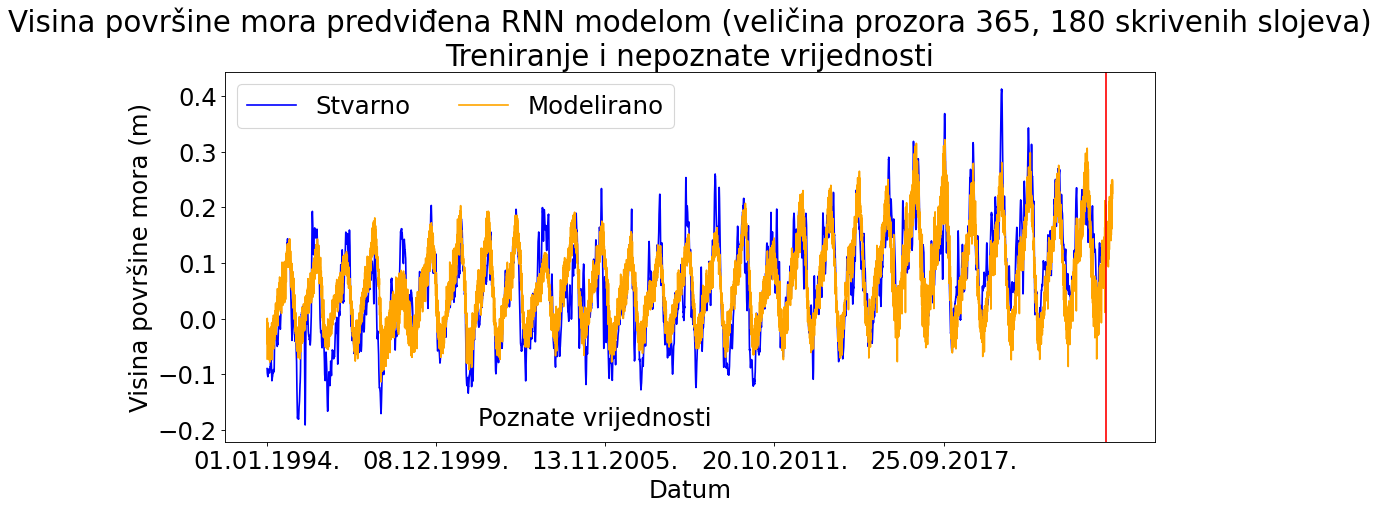 Visina površine mora predviđena RNN modelom (veličina prozora 365, 180 skrivenih slojeva)
Treniranje i nepoznate vrijednosti
Stvarno
Modelirano
Visina površine mora (m)
0.4
0.3
0.2
0.1
0.0
−0.1
−0.2
Poznate vrijednosti
01.01.1994.
08.12.1999.
13.11.2005.
20.10.2011.
25.09.2017.
Datum